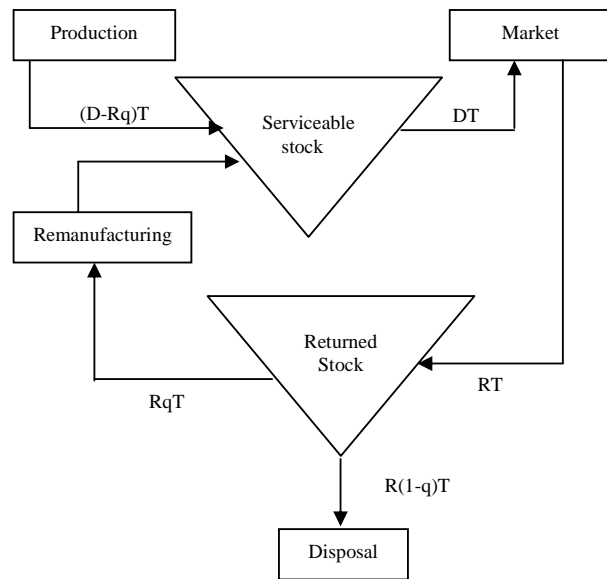 Production
Market
(D-Rq)T
Serviceable
stock
DT
Remanufacturing
Returned
Stock
RqT
RT
R(1-q)T
Disposal